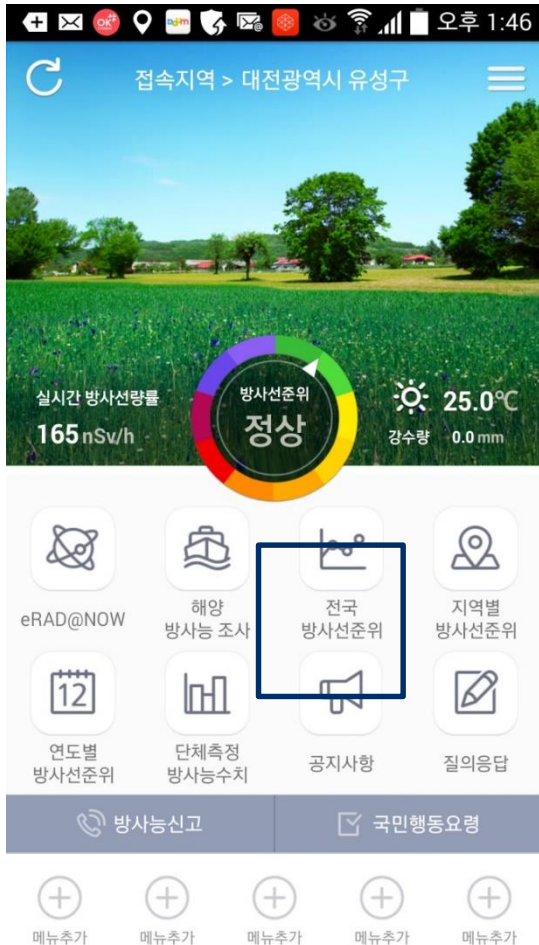 OK#
Daum
오후 1:46
접속지역 > 대전광역시 유성구
실시간 방사선량률
165 nSv/h
방사선준위
정상
25.0℃
강수량 0.0 mm
eRAD@NOW
해양
방사능 조사
전국
방사선준위
지역별
방사선준위
12
연도별
방사선준위
단체측정
방사능수치
공지사항
질의응답
방사능신고
국민행동요령
메뉴추가
메뉴추가
메뉴추가
메뉴추가
메뉴추가